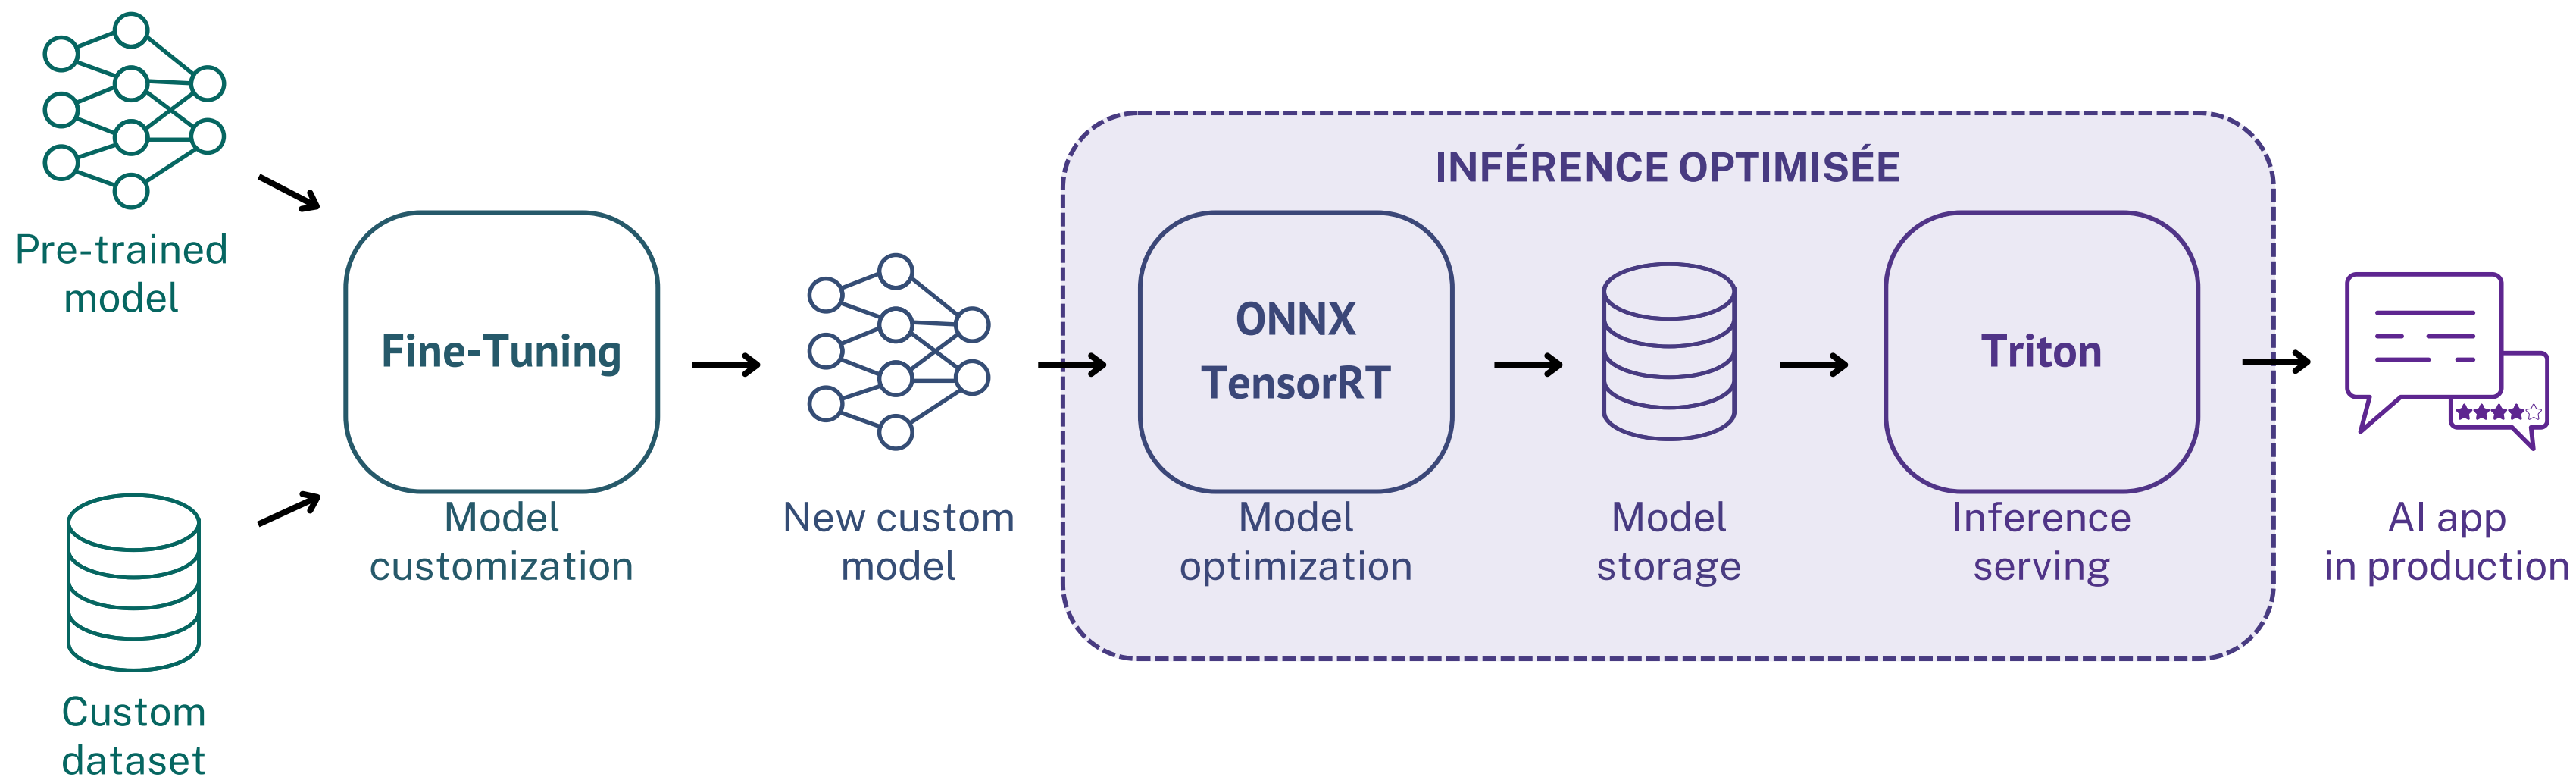 Pre-trained
model
Custom
dataset
Fine-Tuning
Model
customization
New custom
model
INFÉRENCE OPTIMISÉE
ONNX
TensorRT
Model
optimization
Model
storage
Triton
Inference
serving
AI app
in production